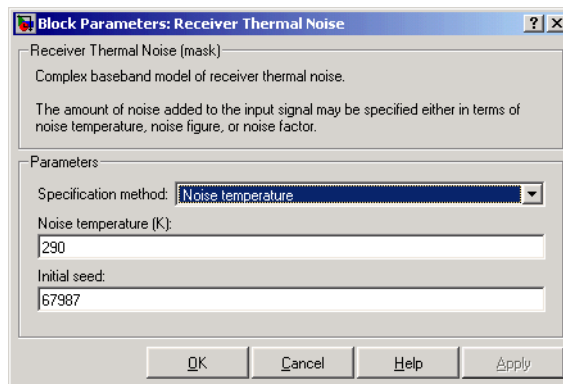 Block Parameters: Receiver Thermal Noise
Receiver Thermal Noise (mask)
Complex baseband model of receiver thermal noise.
The amount of noise added to the input signal may be specified either in terms of
noise temperature, noise figure, or noise factor.
Parameters
Specification method: Noise temperature
Noise temperature (K):
290
Initial seed:
67987
OK Cancel Help Apply